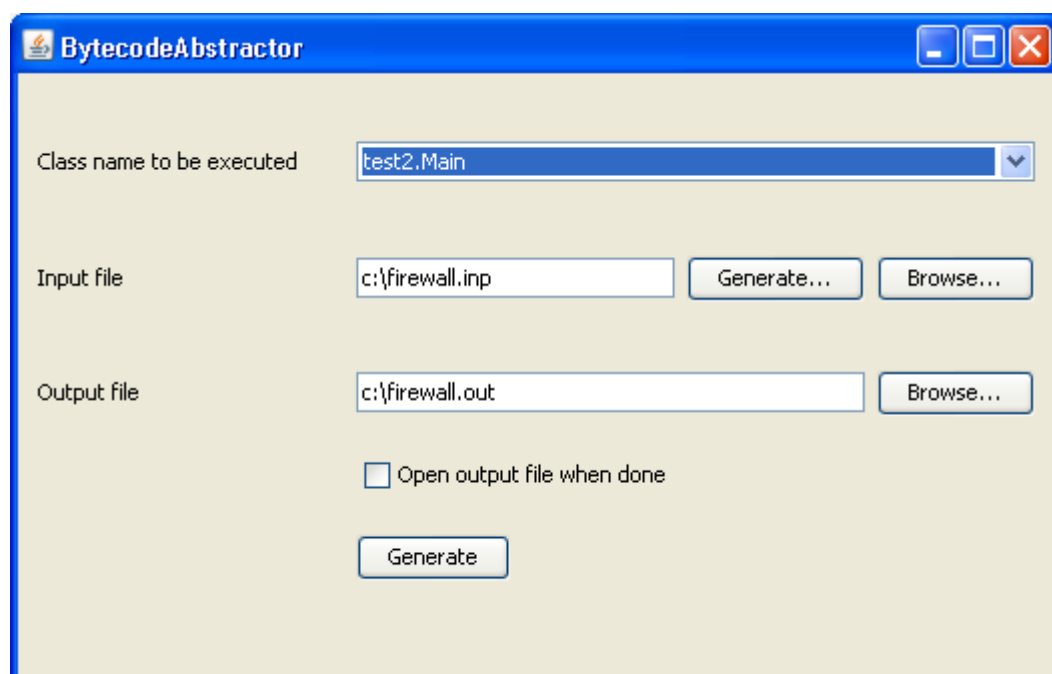 BytecodeAbstractor
Class name to be executed test2.Main
Input file c:\firewall.inp Generate... Browse...
Output file c:\firewall.out Browse...
Open output file when done
Generate